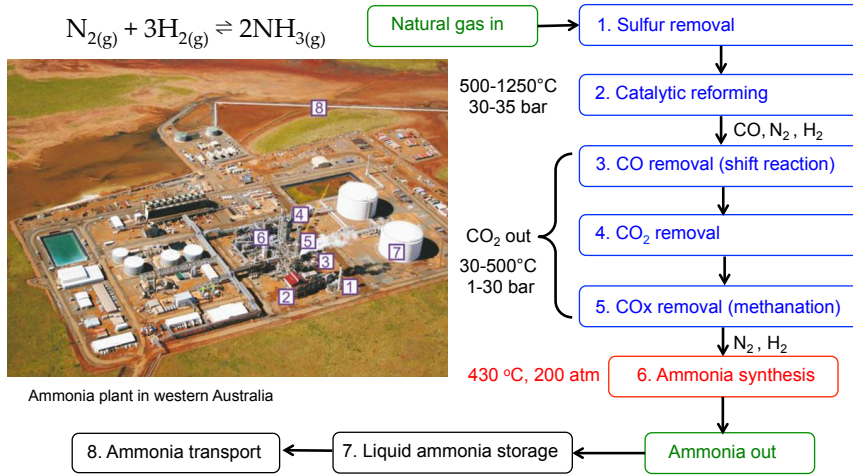 N₂(g) + 3H₂(g) ⇌ 2NH₃(g)
Natural gas in
1. Sulfur removal
500-1250°C
30-35 bar
2. Catalytic reforming
CO, N₂ , H₂
3. CO removal (shift reaction)
CO₂ out
30-500°C
1-30 bar
4. CO₂ removal
5. COx removal (methanation)
N₂ , H₂
430 °C, 200 atm
6. Ammonia synthesis
8
4
6
5
7
3
2
1
Ammonia plant in western Australia
8. Ammonia transport
7. Liquid ammonia storage
Ammonia out